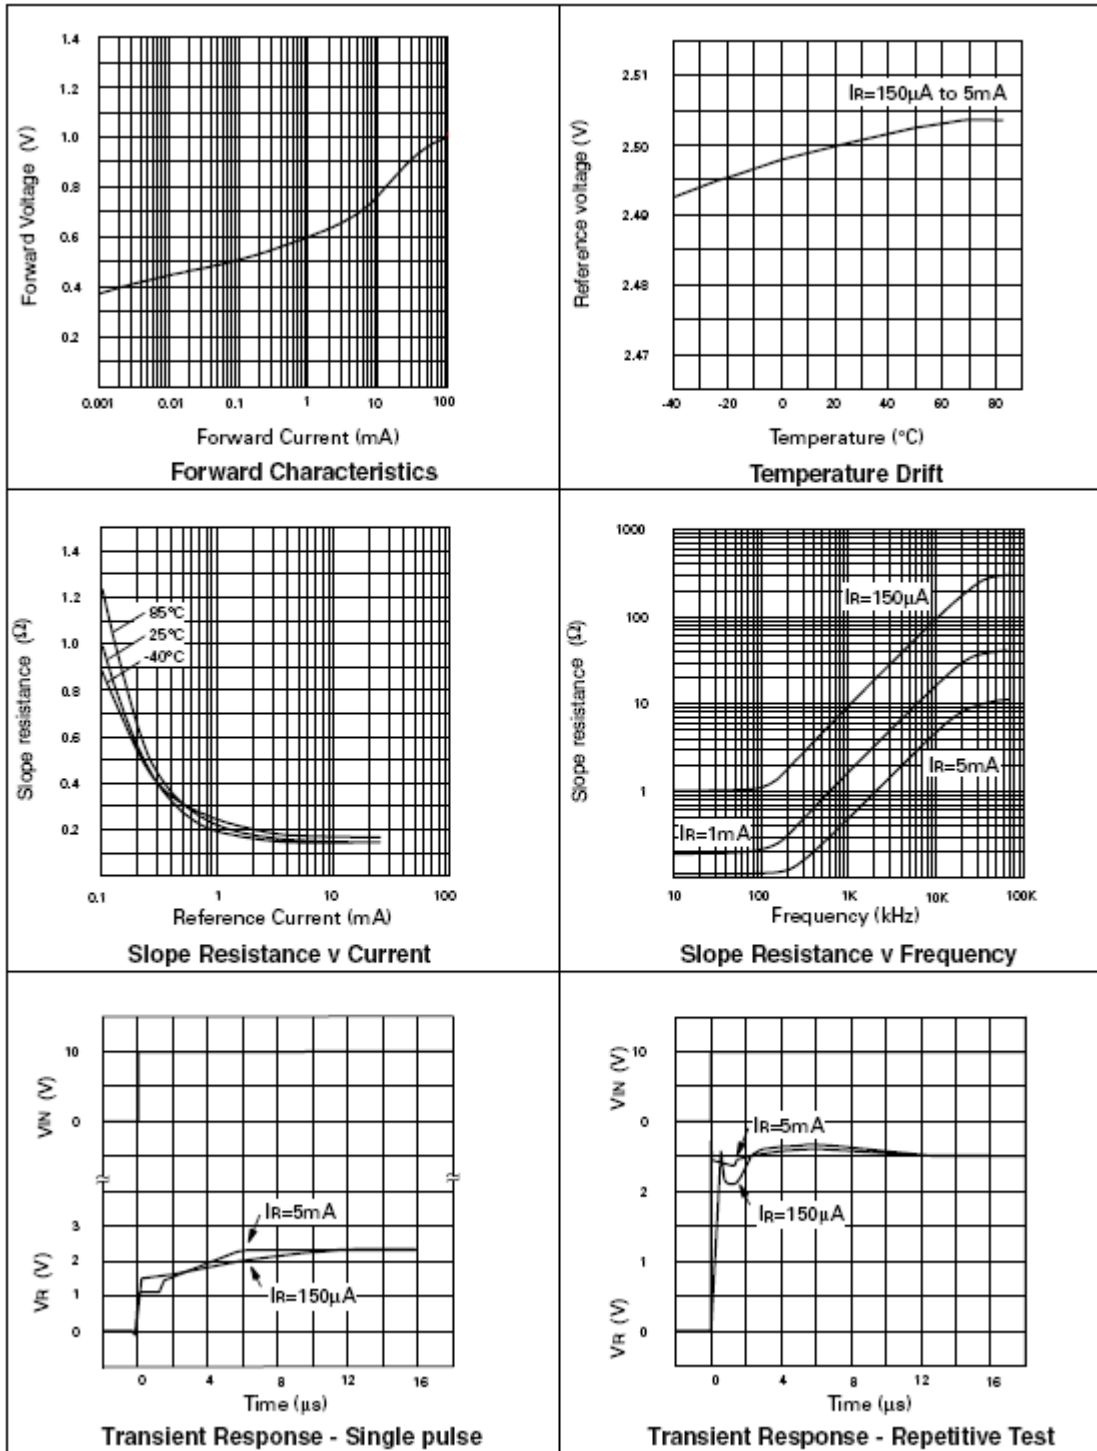 1.4
1.2
1.0
0.8
0.6
0.4
0.2
0.001 0.01 0.1 1 10 100
Forward Voltage (V)
Forward Current (mA)
Forward Characteristics
2.51
2.50
2.49
2.48
2.47
-40 -20 0 20 40 60 80
IR=150µA to 5mA
Reference voltage (V)
Temperature (°C)
Temperature Drift
1.4
1.2
1.0
0.8
0.6
0.4
0.2
0.1 1 10 100
85°C
25°C
-40°C
Slope resistance (Ω)
Reference Current (mA)
Slope Resistance v Current
1000
100
10
1
10 100 1K 10K 100K
IR=150µA
IR=5mA
IR=1mA
Slope resistance (Ω)
Frequency (kHz)
Slope Resistance v Frequency
10
0
3
2
1
0
0 4 8 12 16
VIN (V)
VR (V)
IR=5mA
IR=150µA
Time (µs)
Transient Response - Single pulse
10
0
2
1
0
0 4 8 12 16
VIN (V)
VR (V)
IR=5mA
IR=150µA
Time (µs)
Transient Response - Repetitive Test